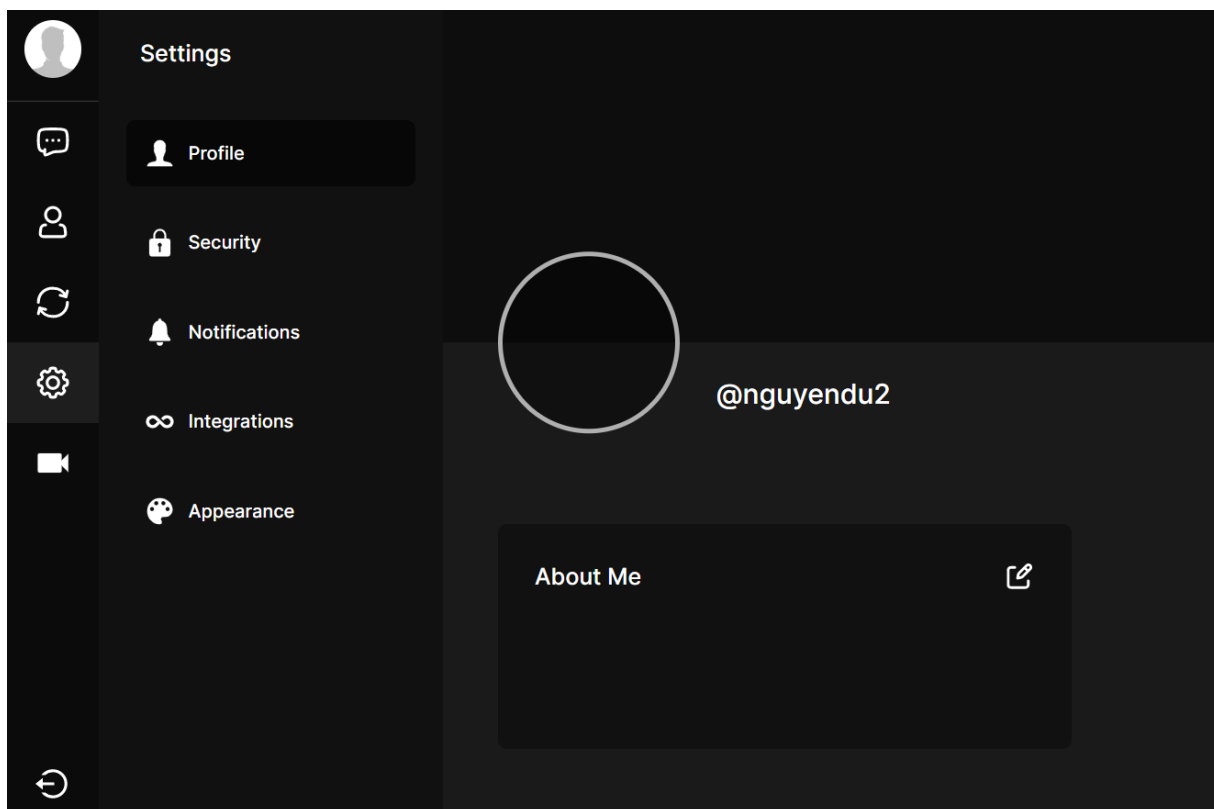 Settings
Profile
Security
Notifications
Integrations
Appearance
@nguyendu2
About Me